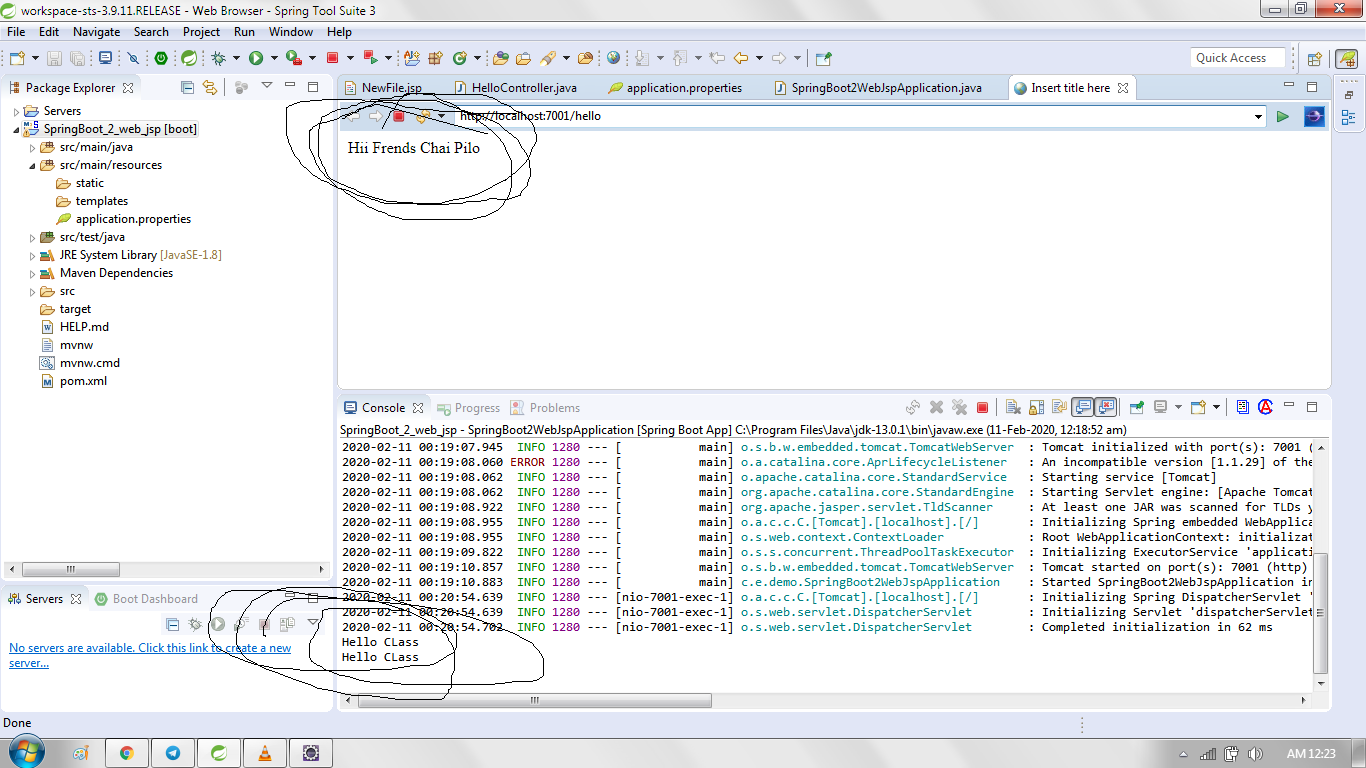 workspace-sts-3.9.11.RELEASE - Web Browser - Spring Tool Suite 3
File Edit Navigate Search Project Run Window Help
Quick Access
Package Explorer
Servers
SpringBoot_2_web_jsp [boot]
src/main/java
src/main/resources
static
templates
application.properties
src/test/java
JRE System Library [JavaSE-1.8]
Maven Dependencies
src
target
HELP.md
mvnw
mvnw.cmd
pom.xml
NewFile.jsp HelloController.java application.properties SpringBoot2WebJspApplication.java Insert title here
http://localhost:7001/hello
Hii Frends Chai Pilo
Servers Boot Dashboard
No servers are available. Click this link to create a new
server...
Console Progress Problems
SpringBoot_2_web_jsp - SpringBoot2WebJspApplication [Spring Boot App] C:\Program Files\Java\jdk-13.0.1\bin\javaw.exe (11-Feb-2020, 12:18:52 am)
2020-02-11 00:19:07.945 INFO 1280 --- [ main] o.s.b.w.embedded.tomcat.TomcatWebServer : Tomcat initialized with port(s): 7001 (
2020-02-11 00:19:08.060 ERROR 1280 --- [ main] o.a.catalina.core.AprLifecycleListener : An incompatible version [1.1.29] of the
2020-02-11 00:19:08.062 INFO 1280 --- [ main] o.apache.catalina.core.StandardService : Starting service [Tomcat]
2020-02-11 00:19:08.062 INFO 1280 --- [ main] org.apache.catalina.core.StandardEngine : Starting Servlet engine: [Apache Tomcat
2020-02-11 00:19:08.907 INFO 1280 --- [ main] org.apache.jasper.servlet.TldScanner : At least one JAR was scanned for TLDs y
2020-02-11 00:19:08.955 INFO 1280 --- [ main] o.a.c.c.C.[Tomcat].[localhost].[/] : Initializing Spring embedded WebApplica
2020-02-11 00:19:08.955 INFO 1280 --- [ main] o.s.web.context.ContextLoader : Root WebApplicationContext: initializat
2020-02-11 00:19:09.822 INFO 1280 --- [ main] o.s.s.concurrent.ThreadPoolTaskExecutor : Initializing ExecutorService 'applicati
2020-02-11 00:19:10.857 INFO 1280 --- [ main] o.s.b.w.embedded.tomcat.TomcatWebServer : Tomcat started on port(s): 7001 (http)
2020-02-11 00:19:10.883 INFO 1280 --- [ main] c.e.demo.SpringBoot2WebJspApplication : Started SpringBoot2WebJspApplication in
2020-02-11 00:20:54.639 INFO 1280 --- [nio-7001-exec-1] o.a.c.c.C.[Tomcat].[localhost].[/] : Initializing Spring DispatcherServlet '
2020-02-11 00:20:54.639 INFO 1280 --- [nio-7001-exec-1] o.s.web.servlet.DispatcherServlet : Initializing Servlet 'dispatcherServlet
2020-02-11 00:20:54.702 INFO 1280 --- [nio-7001-exec-1] o.s.web.servlet.DispatcherServlet : Completed initialization in 62 ms
Hello CLass
Hello CLass
Done
AM 12:23